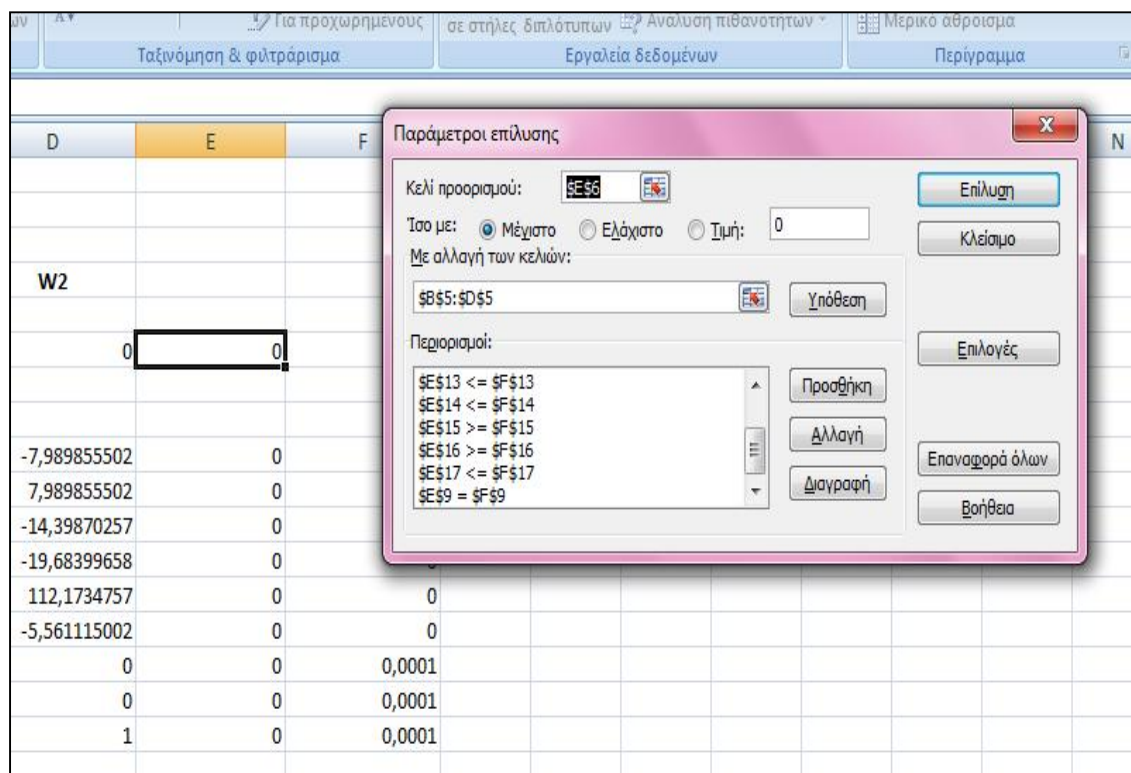 Για προχωρημένους σε στήλες διπλότυπων Ανάλυση πιθανοτήτων Μερικό άθροισμα
Ταξινόμηση & φιλτράρισμα Εργαλεία δεδομένων Περίγραμμα
D E F N
Παράμετροι επίλυσης
Κελί προορισμού: $E$6 Επίλυση
Ίσο με: Μέγιστο Ελάχιστο Τιμή: 0 Κλείσιμο
Με αλλαγή των κελιών:
W2
$B$5:$D$5 Υπόθεση
Περιορισμοί: Επιλογές
0 0
$E$13 <= $F$13 Προσθήκη
$E$14 <= $F$14
$E$15 >= $F$15 Αλλαγή
$E$16 >= $F$16
$E$17 <= $F$17 Διαγραφή
$E$9 = $F$9
Επαναφορά όλων
Βοήθεια
-7,989855502 0
7,989855502 0
-14,39870257 0
-19,68399658 0
112,1734757 0 0
-5,561115002 0 0
0 0 0,0001
0 0 0,0001
1 0 0,0001